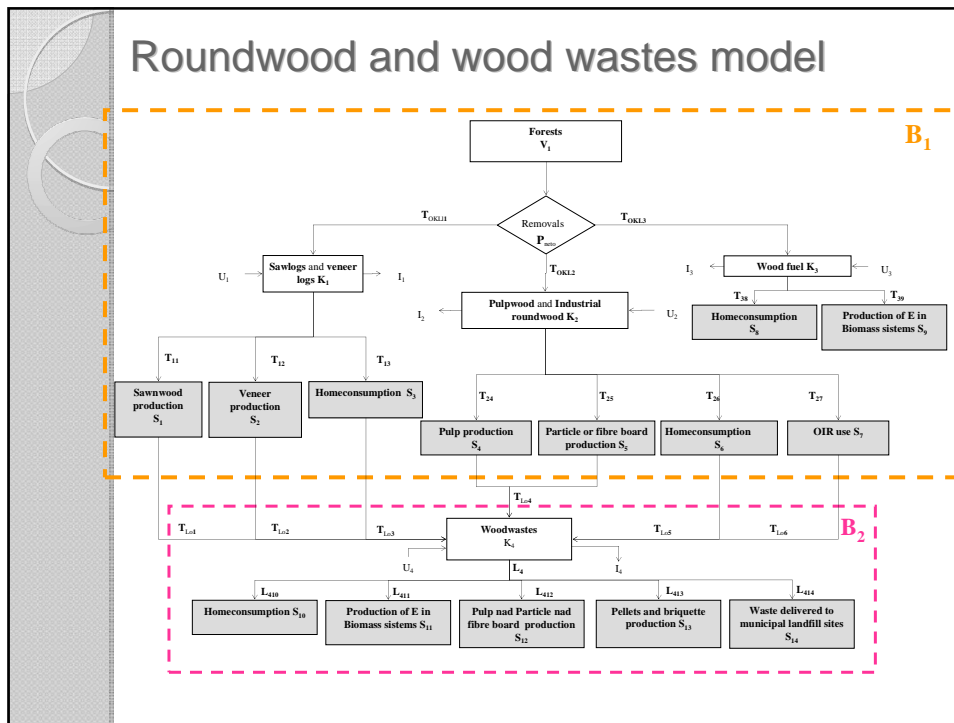 Roundwood and wood wastes model
B1
Forests
V1
Removals
Pneto
TOKLI1
TOKL3
TOKL2
U1
Sawlogs and veneer
logs K1
I1
I3
Wood fuel K3
U3
I2
Pulpwood and Industrial
roundwood K2
U2
T38
T39
Homeconsumption
S8
Production of E in
Biomass sistems S9
T11
T12
T13
Sawnwood
production
S1
Veneer
production
S2
Homeconsumption S3
T24
T25
T26
T27
Pulp production
S4
Particle or fibre board
production S5
Homeconsumption
S6
OIR use S7
TLo4
B2
TLo1
TLo2
TLo3
Woodwastes
K4
TLo5
TLo6
U4
I4
L4
L410
L411
L412
L413
L414
Homeconsumption S10
Production of E in
Biomass sistems S11
Pulp nad Particle nad
fibre board production
S12
Pellets and briquette
production S13
Waste delivered to
municipal landfill sites
S14